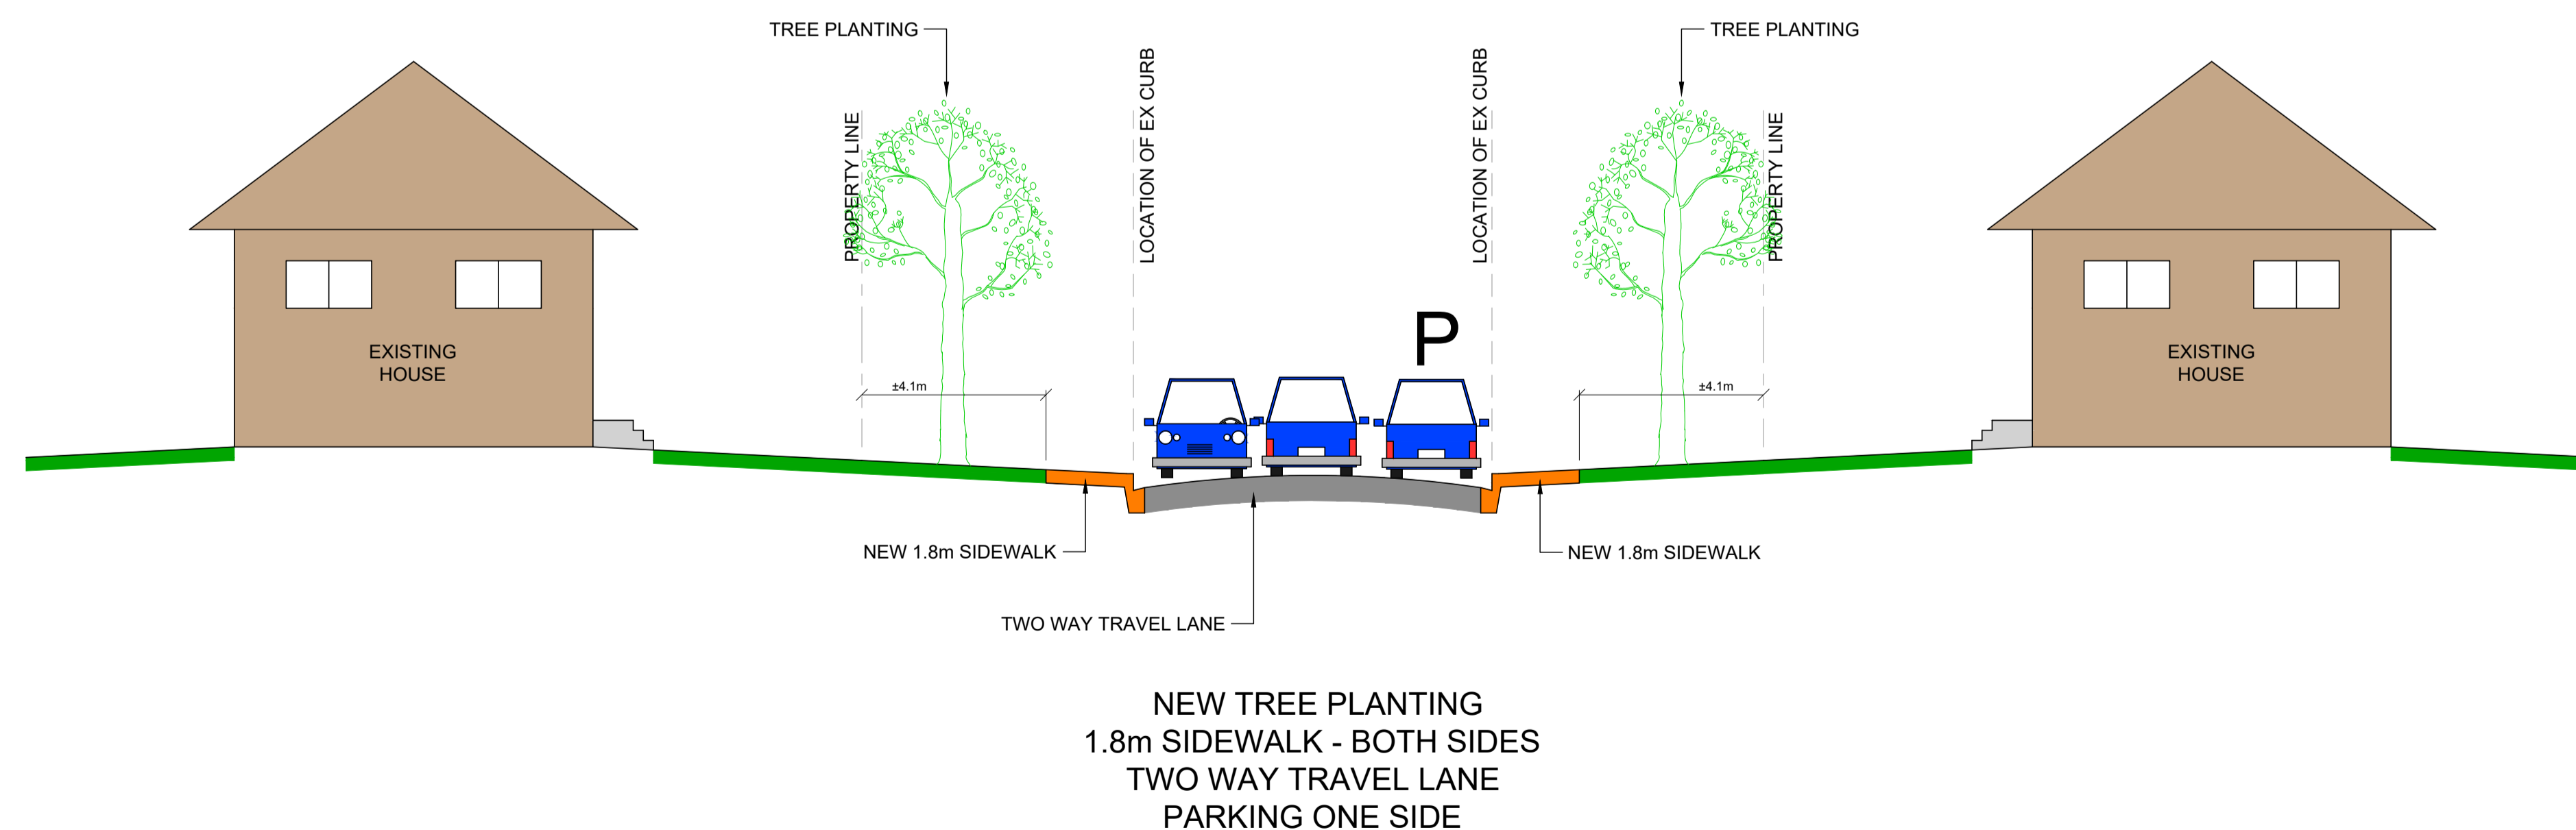 TREE PLANTING
TREE PLANTING
PROPERTY LINE
LOCATION OF EX CURB
LOCATION OF EX CURB
PROPERTY LINE
P
EXISTING
HOUSE
EXISTING
HOUSE
±4.1m
±4.1m
NEW 1.8m SIDEWALK
NEW 1.8m SIDEWALK
TWO WAY TRAVEL LANE
NEW TREE PLANTING
1.8m SIDEWALK - BOTH SIDES
TWO WAY TRAVEL LANE
PARKING ONE SIDE